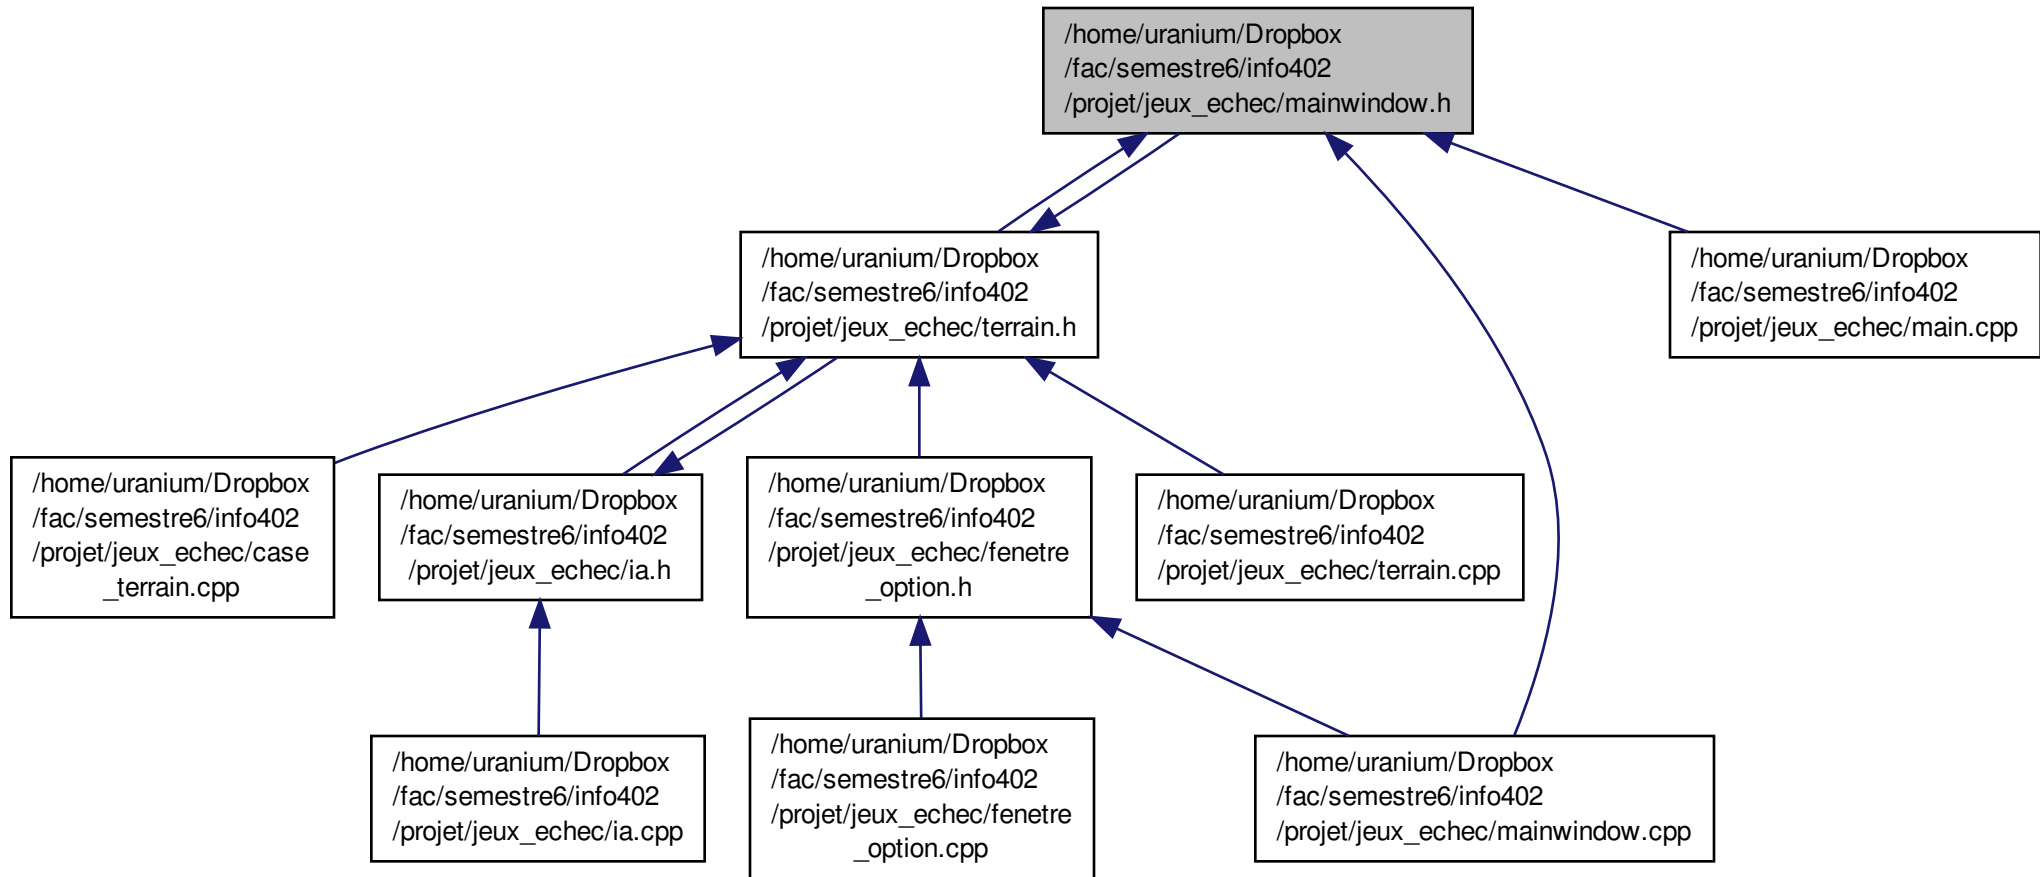 /home/uranium/Dropbox
/fac/semestre6/info402
/projet/jeux_echec/mainwindow.h
/home/uranium/Dropbox
/fac/semestre6/info402
/projet/jeux_echec/terrain.h
/home/uranium/Dropbox
/fac/semestre6/info402
/projet/jeux_echec/main.cpp
/home/uranium/Dropbox
/fac/semestre6/info402
/projet/jeux_echec/case
_terrain.cpp
/home/uranium/Dropbox
/fac/semestre6/info402
/projet/jeux_echec/ia.h
/home/uranium/Dropbox
/fac/semestre6/info402
/projet/jeux_echec/fenetre
_option.h
/home/uranium/Dropbox
/fac/semestre6/info402
/projet/jeux_echec/terrain.cpp
/home/uranium/Dropbox
/fac/semestre6/info402
/projet/jeux_echec/ia.cpp
/home/uranium/Dropbox
/fac/semestre6/info402
/projet/jeux_echec/fenetre
_option.cpp
/home/uranium/Dropbox
/fac/semestre6/info402
/projet/jeux_echec/mainwindow.cpp